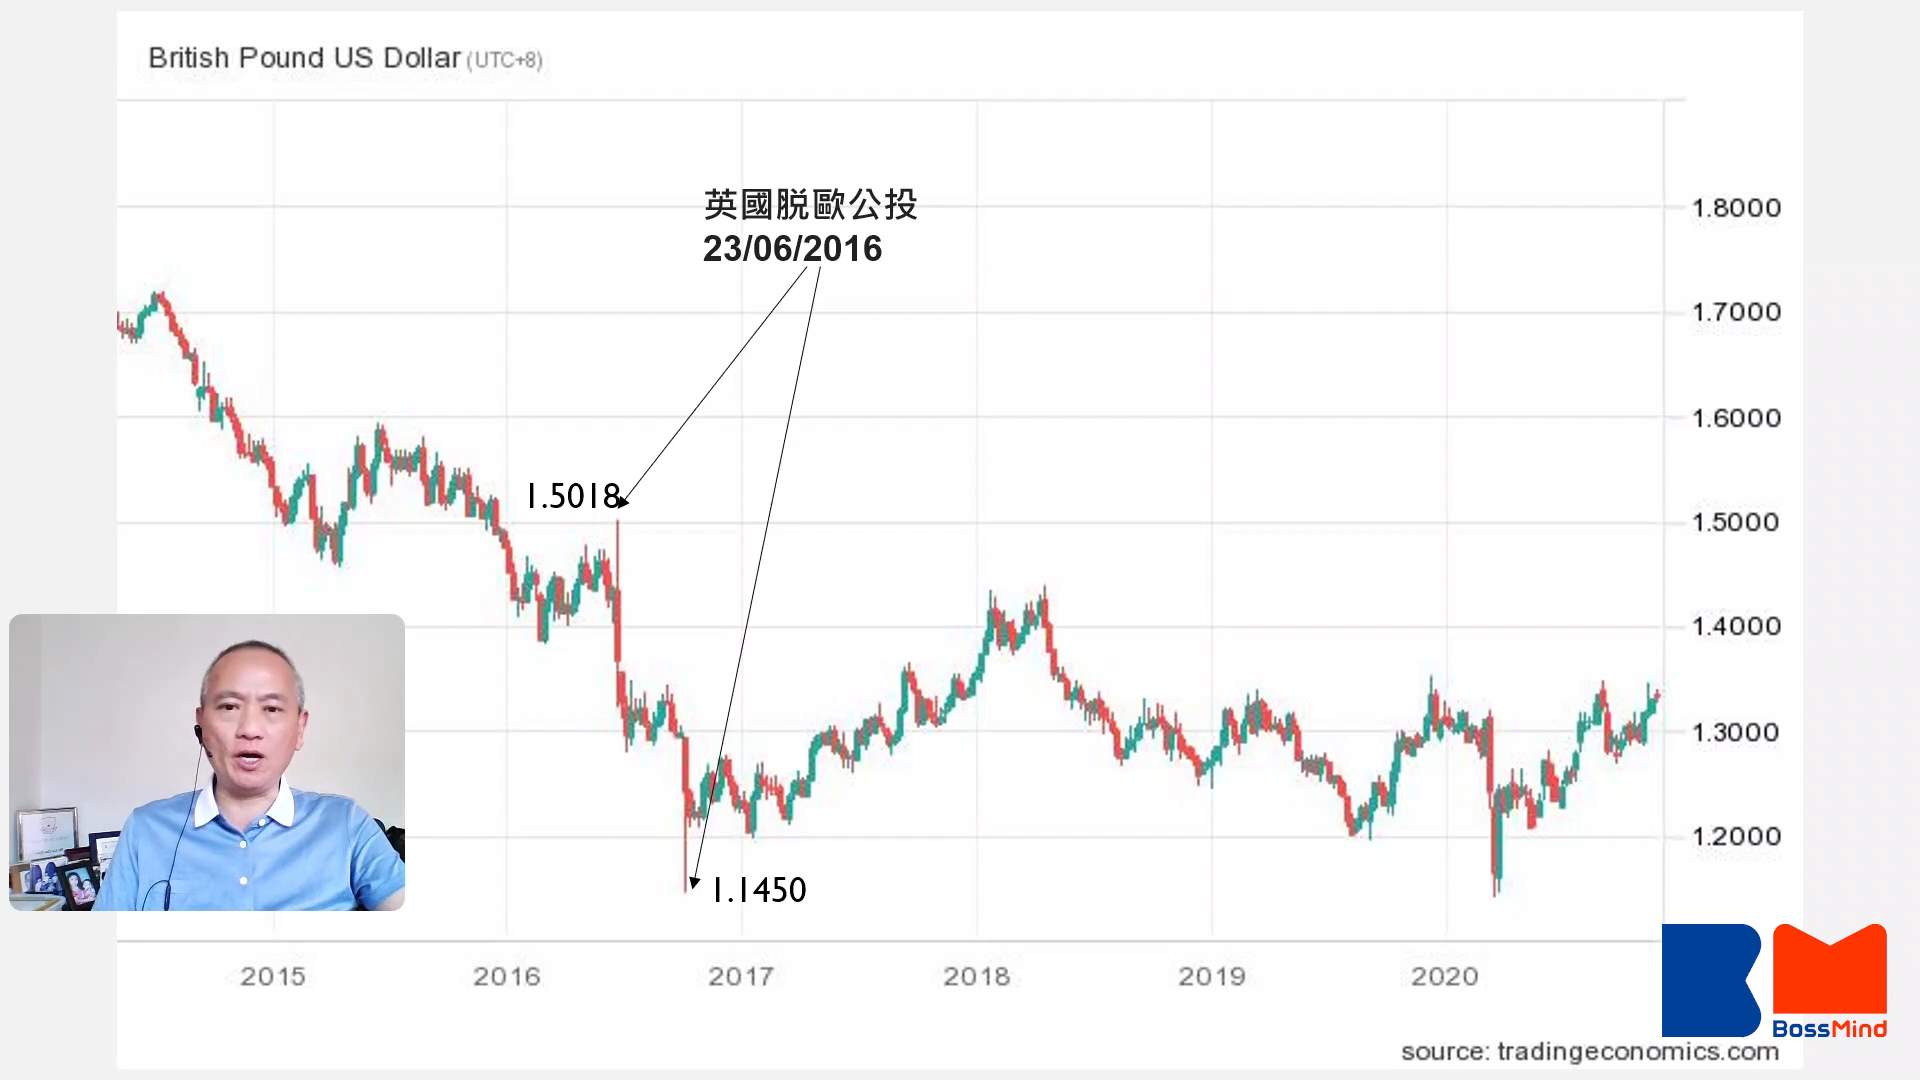 British Pound US Dollar (UTC+8)
英國脱歐公投
23/06/2016
1.8000
1.7000
1.6000
1.5018
1.5000
1.4000
1.3000
1.2000
1.1450
2015 2016 2017 2018 2019 2020
BossMind
source: tradingeconomics.com